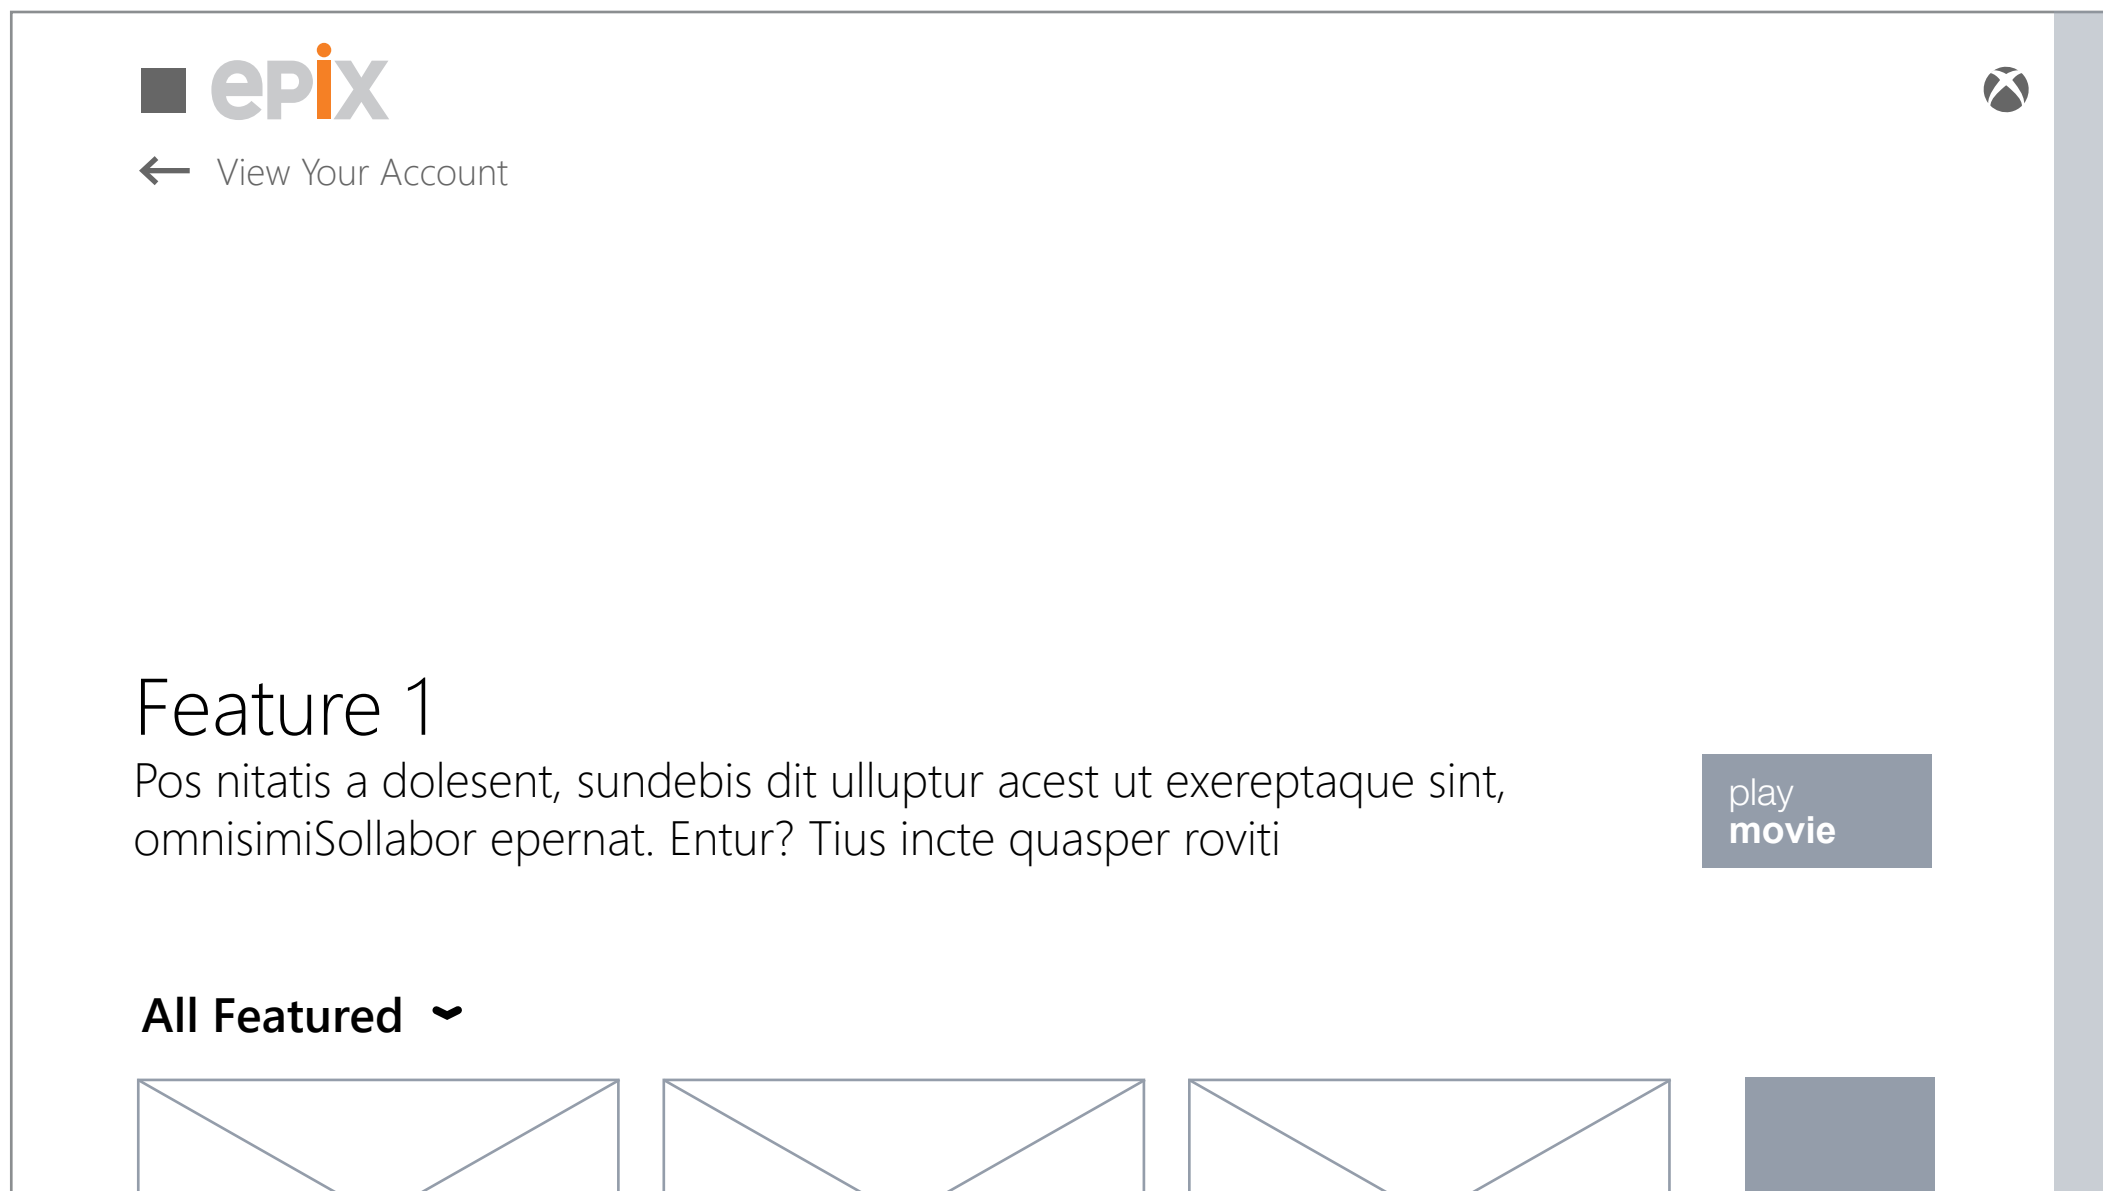 epix
View Your Account
Feature 1
Pos nitatis a dolesent, sundebis dit ulluptur acest ut exereptaque sint,
omnisimiSollabor epernat. Entur? Tius incte quasper roviti
play
movie
All Featured